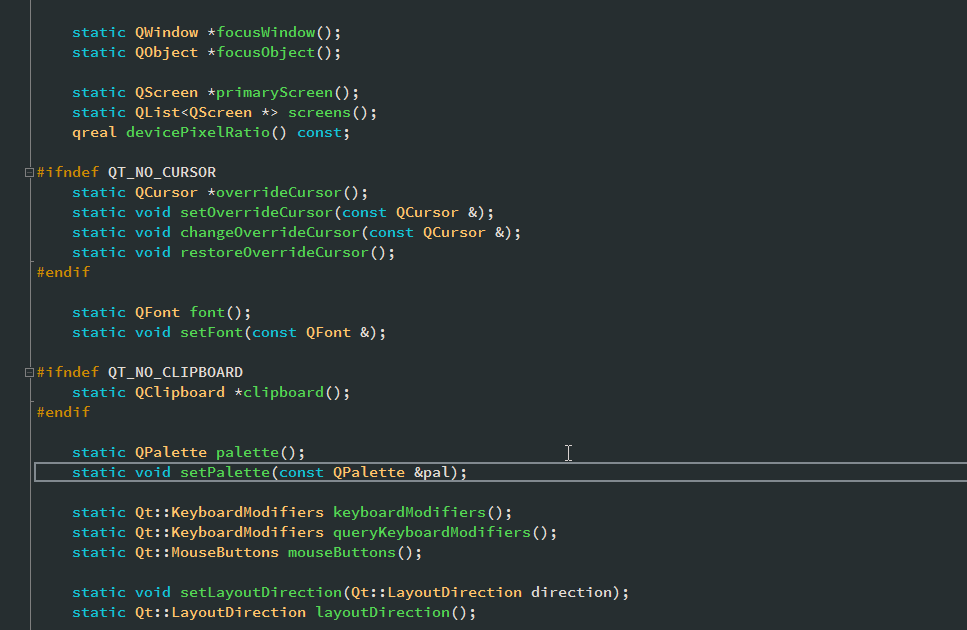 static QWindow *focusWindow();
static QObject *focusObject();
static QScreen *primaryScreen();
static QList<QScreen *> screens();
qreal devicePixelRatio() const;
#ifndef QT_NO_CURSOR
static QCursor *overrideCursor();
static void setOverrideCursor(const QCursor &);
static void changeOverrideCursor(const QCursor &);
static void restoreOverrideCursor();
#endif
static QFont font();
static void setFont(const QFont &);
#ifndef QT_NO_CLIPBOARD
static QClipboard *clipboard();
#endif
static QPalette palette();
static void setPalette(const QPalette &pal);
static Qt::KeyboardModifiers keyboardModifiers();
static Qt::KeyboardModifiers queryKeyboardModifiers();
static Qt::MouseButtons mouseButtons();
static void setLayoutDirection(Qt::LayoutDirection direction);
static Qt::LayoutDirection layoutDirection();